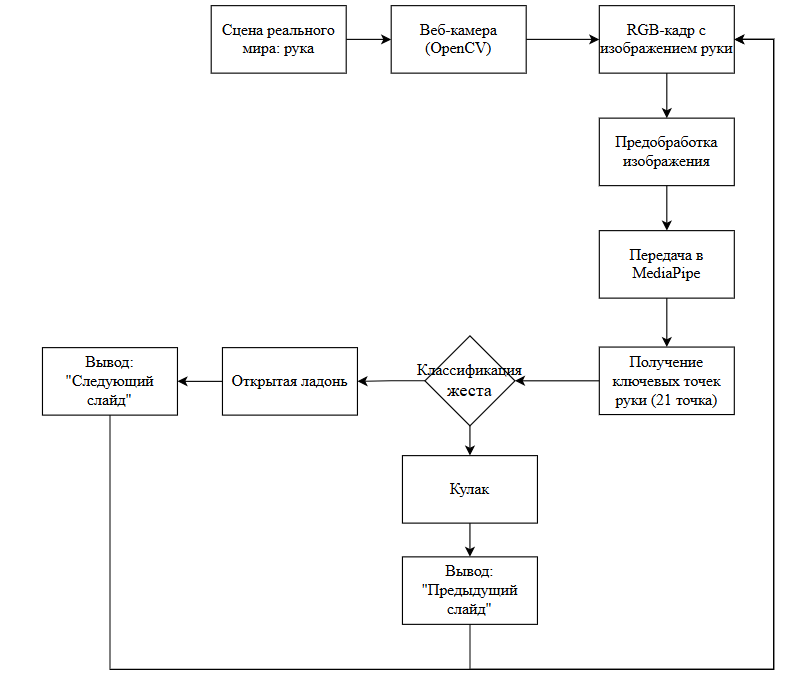 Сцена реального
мира: рука
Веб-камера
(OpenCV)
RGB-кадр с
изображением руки
Предобработка
изображения
Передача в
MediaPipe
Получение
ключевых точек
руки (21 точка)
Классификация
жеста
Открытая ладонь
Вывод:
"Следующий
слайд"
Кулак
Вывод:
"Предыдущий
слайд"